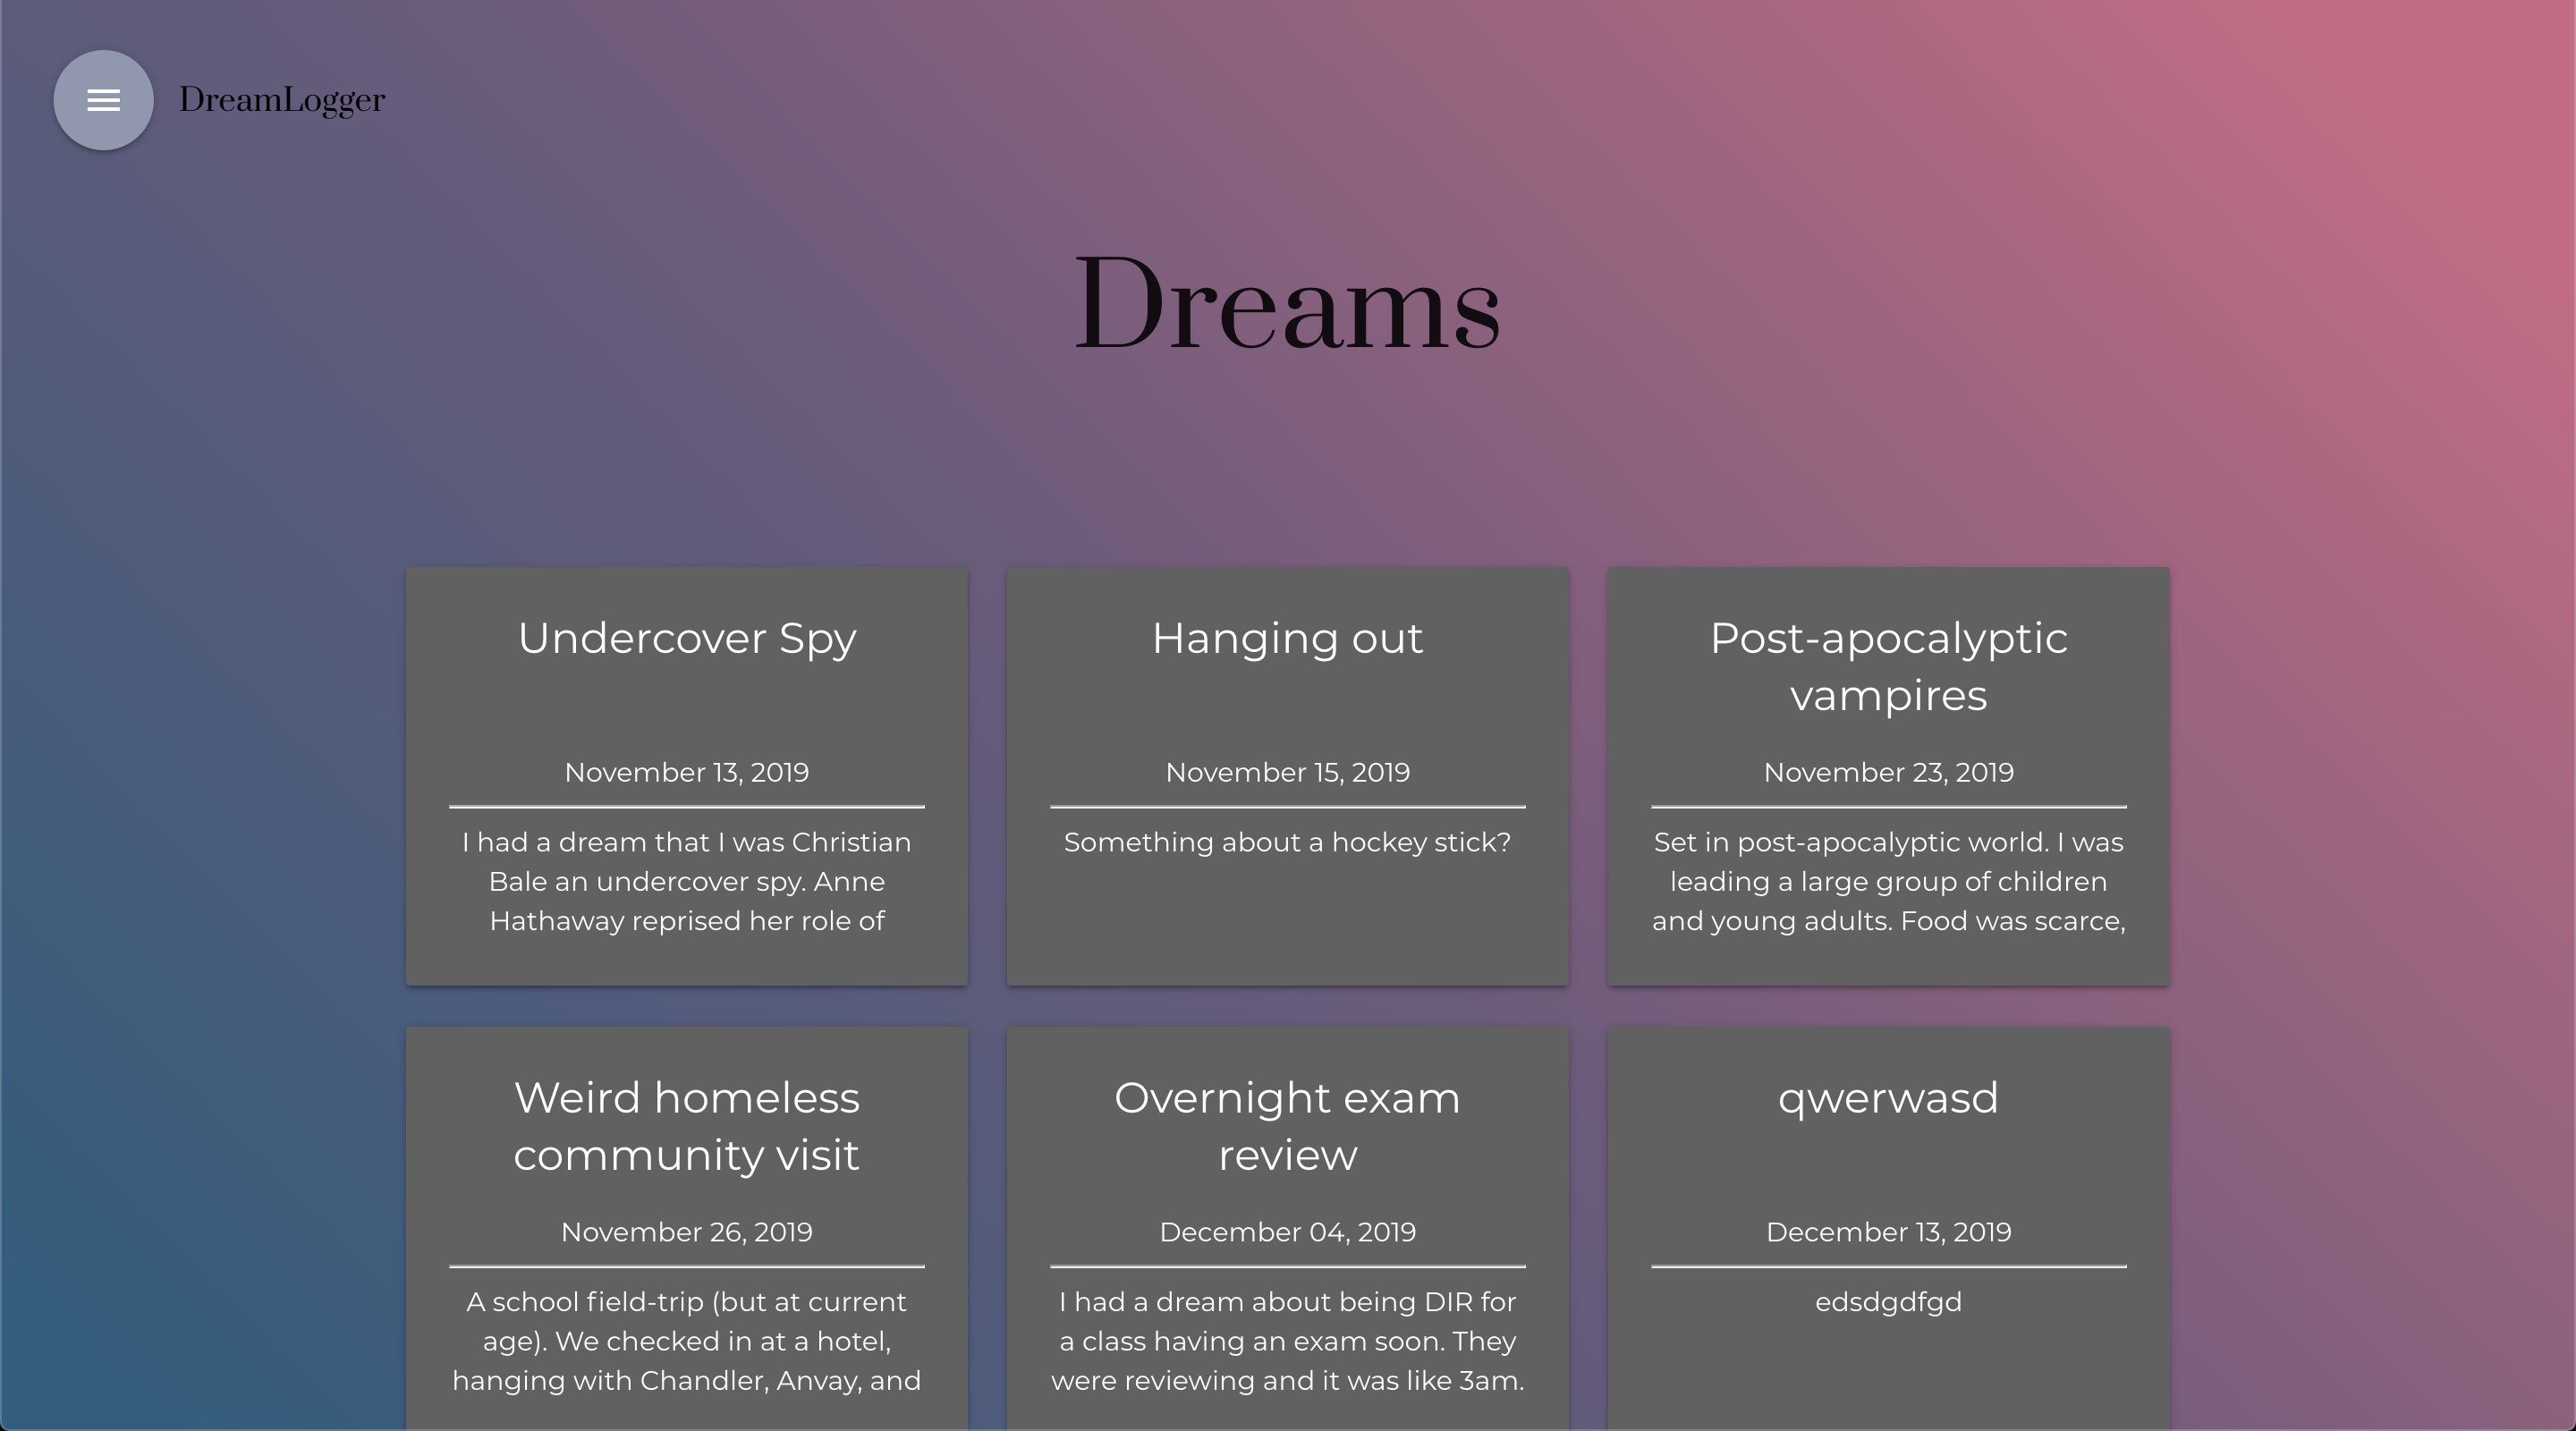 DreamLogger
Dreams
Undercover Spy
November 13, 2019
I had a dream that I was Christian
Bale an undercover spy. Anne
Hathaway reprised her role of
Hanging out
November 15, 2019
Something about a hockey stick?
Post-apocalyptic
vampires
November 23, 2019
Set in post-apocalyptic world. I was
leading a large group of children
and young adults. Food was scarce,
Weird homeless
community visit
November 26, 2019
A school field-trip (but at current
age). We checked in at a hotel,
hanging with Chandler, Anvay, and
Overnight exam
review
December 04, 2019
I had a dream about being DIR for
a class having an exam soon. They
were reviewing and it was like 3am.
qwerwasd
December 13, 2019
edsdgdfgd